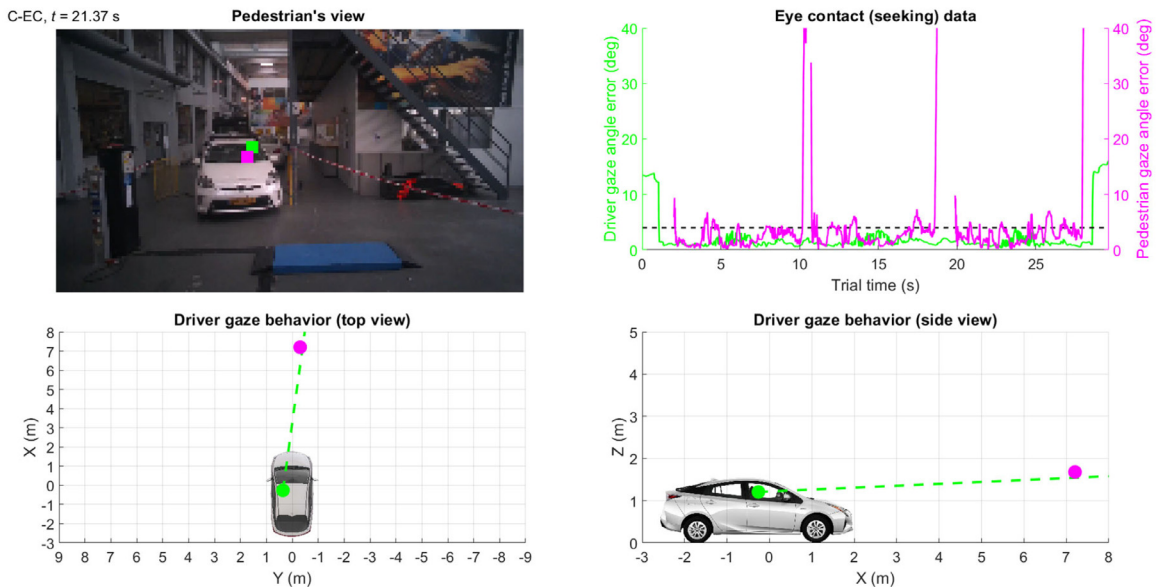 C-EC, t = 21.37 s
Pedestrian's view
Eye contact (seeking) data
Driver gaze angle error (deg)
40
30
20
10
0
40
30
20
10
0
Pedestrian gaze angle error (deg)
0 5 10 15 20 25
Trial time (s)
Driver gaze behavior (top view)
X (m)
8
7
6
5
4
3
2
1
0
-1
-2
-3
9 8 7 6 5 4 3 2 1 0 -1 -2 -3 -4 -5 -6 -7 -8 -9
Y (m)
Driver gaze behavior (side view)
Z (m)
5
4
3
2
1
0
-3 -2 -1 0 1 2 3 4 5 6 7 8
X (m)